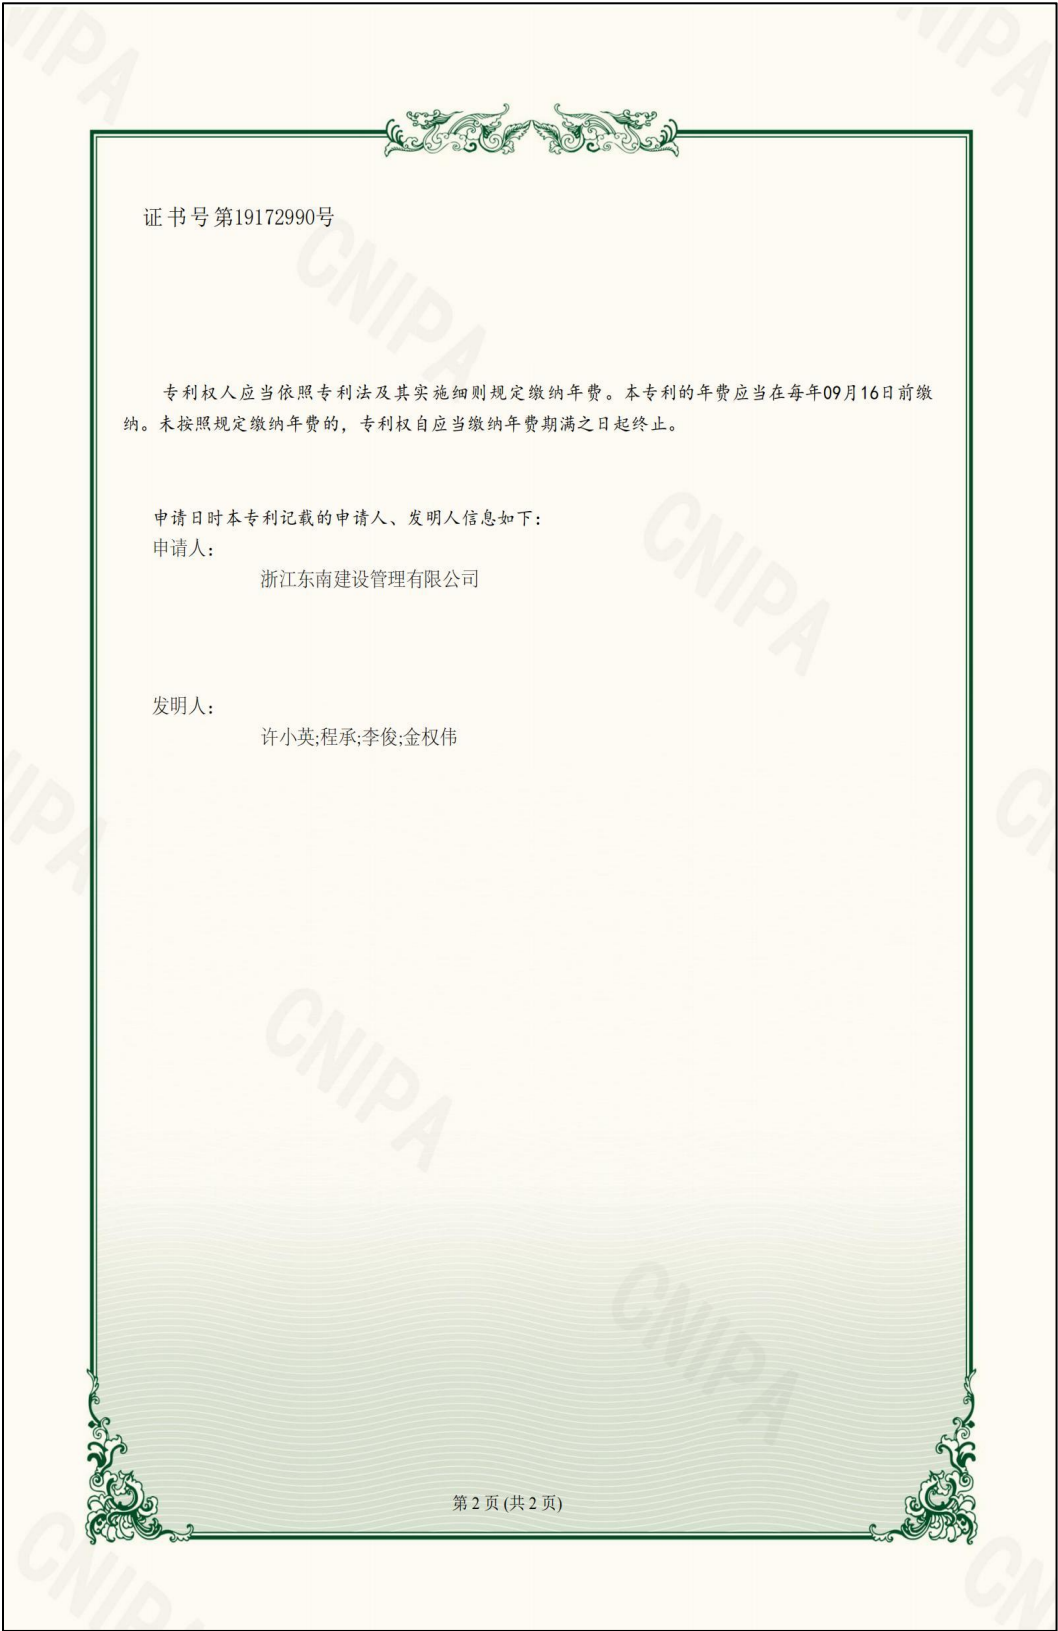 证书号第19172990号
专利权人应当依照专利法及其实施细则规定缴纳年费。本专利的年费应当在每年09月16日前缴
纳。未按照规定缴纳年费的，专利权自应当缴纳年费期满之日起终止。
申请日时本专利记载的申请人、发明人信息如下：
申请人：
浙江东南建设管理有限公司
发明人：
许小英;程承;李俊;金权伟
第2页(共2页)
CNIPA
CNIPA
CNIPA
CNIPA